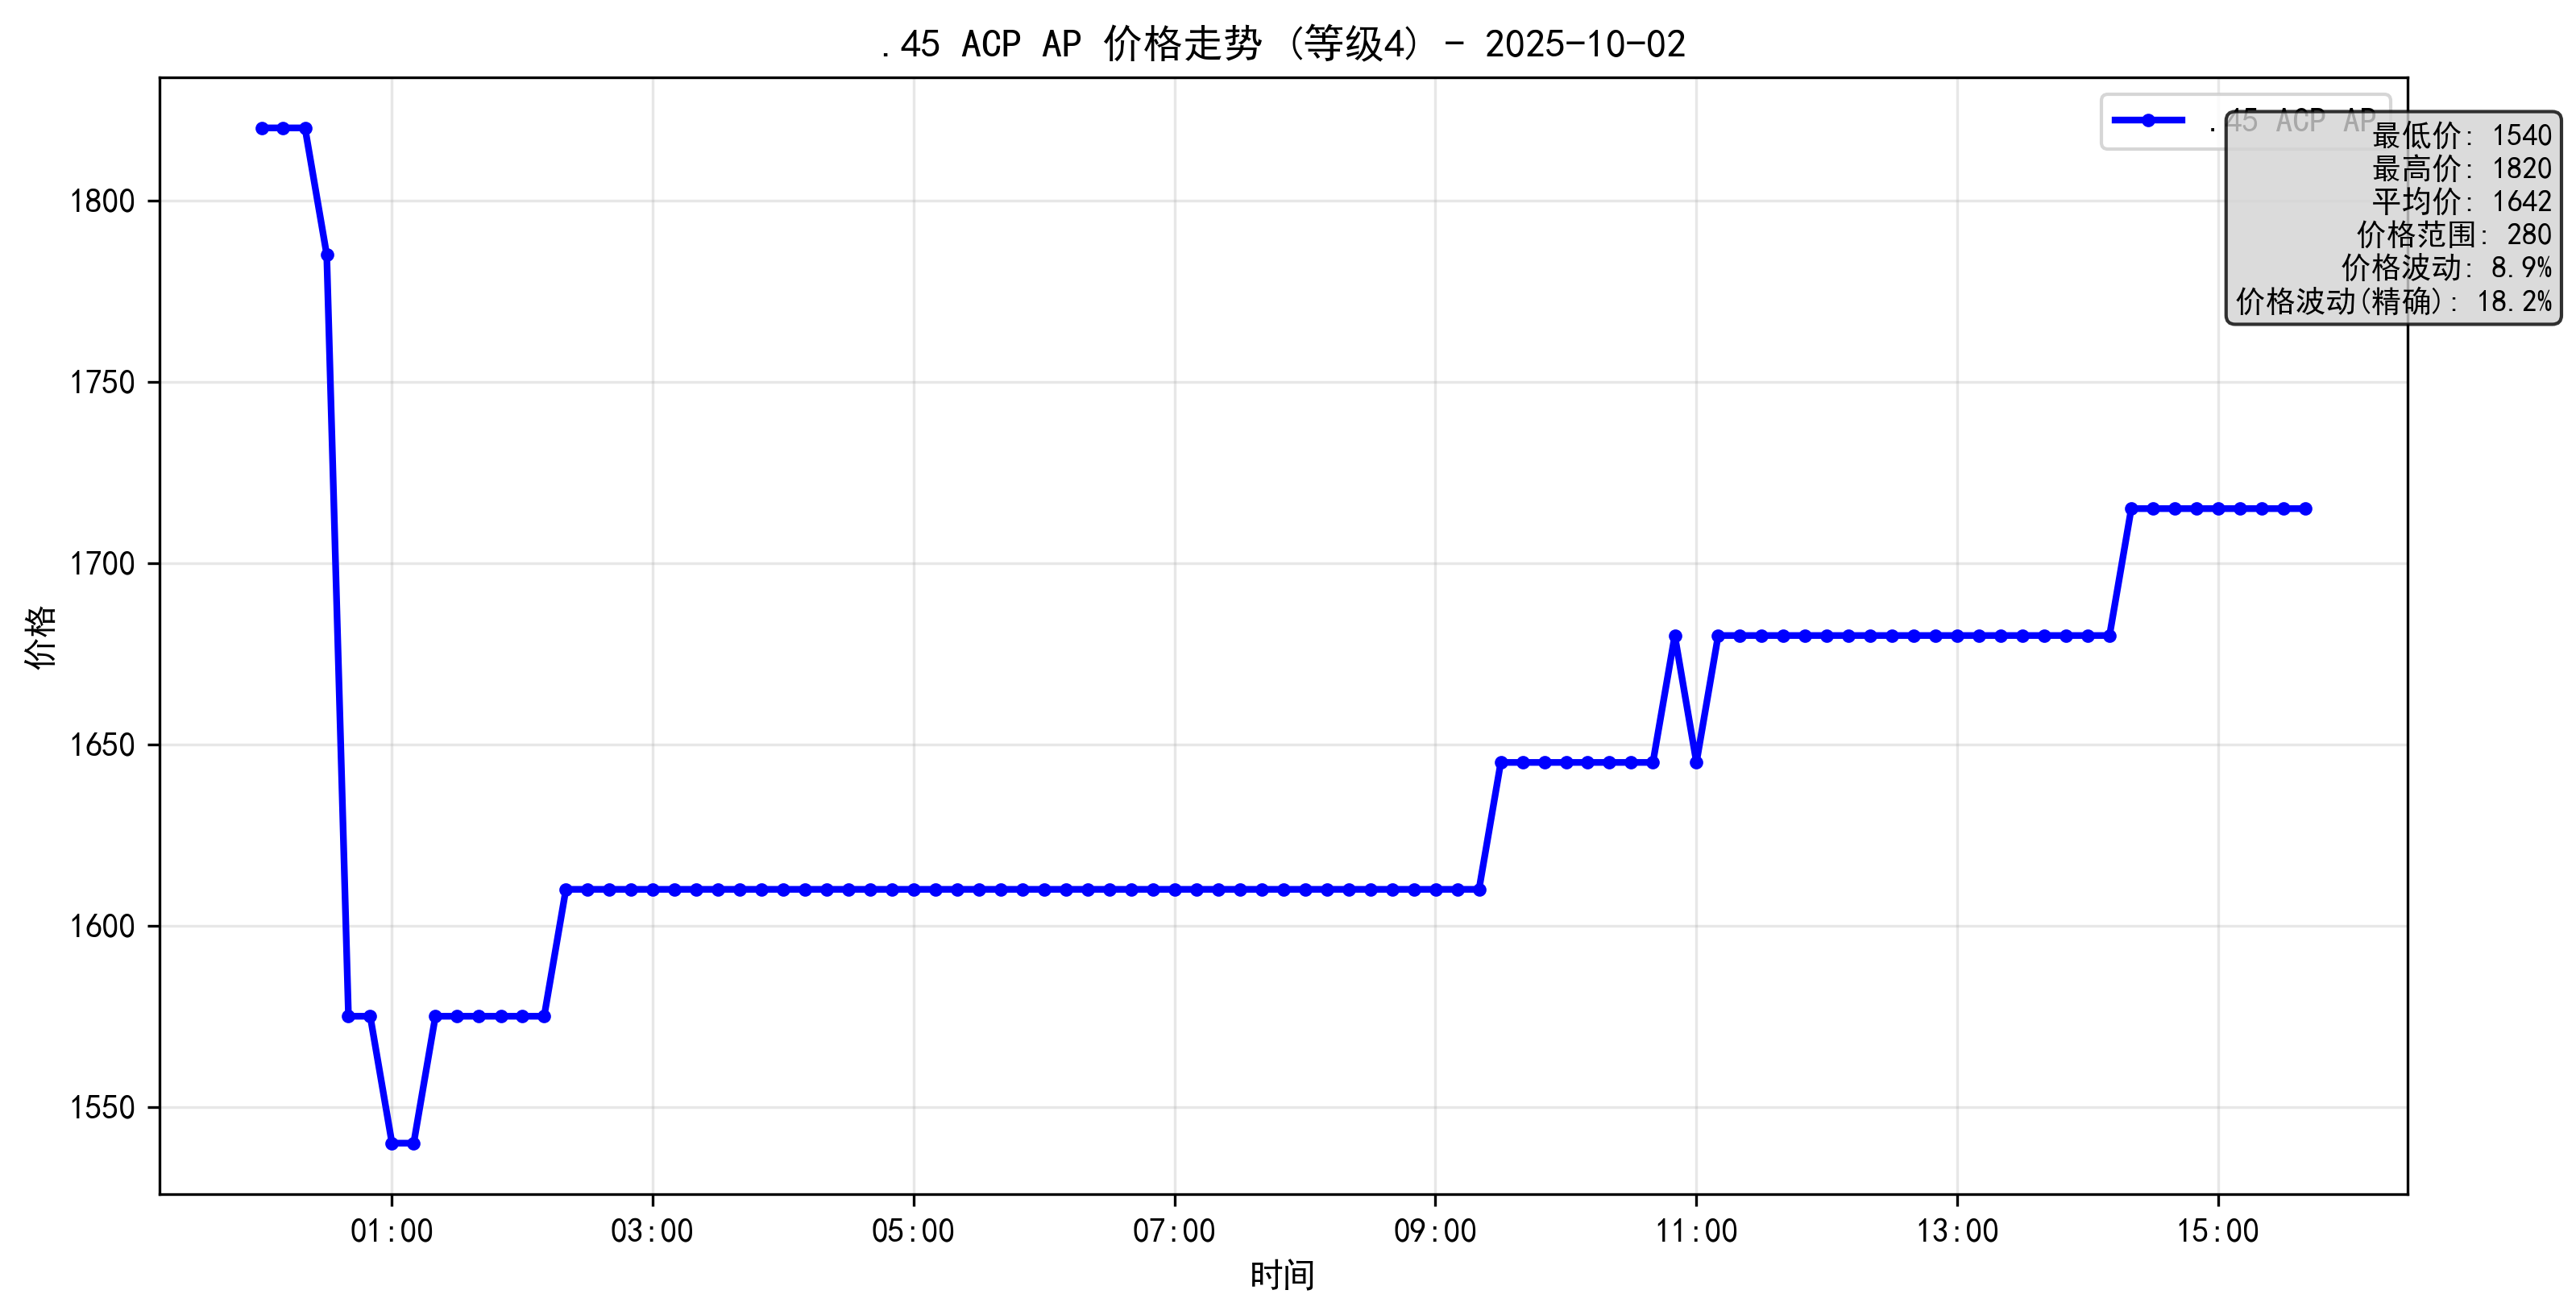 .45 ACP AP 价格走势 (等级4) - 2025-10-02
.45 ACP AP
最低价: 1540
最高价: 1820
平均价: 1642
价格范围: 280
价格波动: 8.9%
价格波动(精确): 18.2%
价格
1800
1750
1700
1650
1600
1550
01:00 03:00 05:00 07:00 09:00 11:00 13:00 15:00
时间